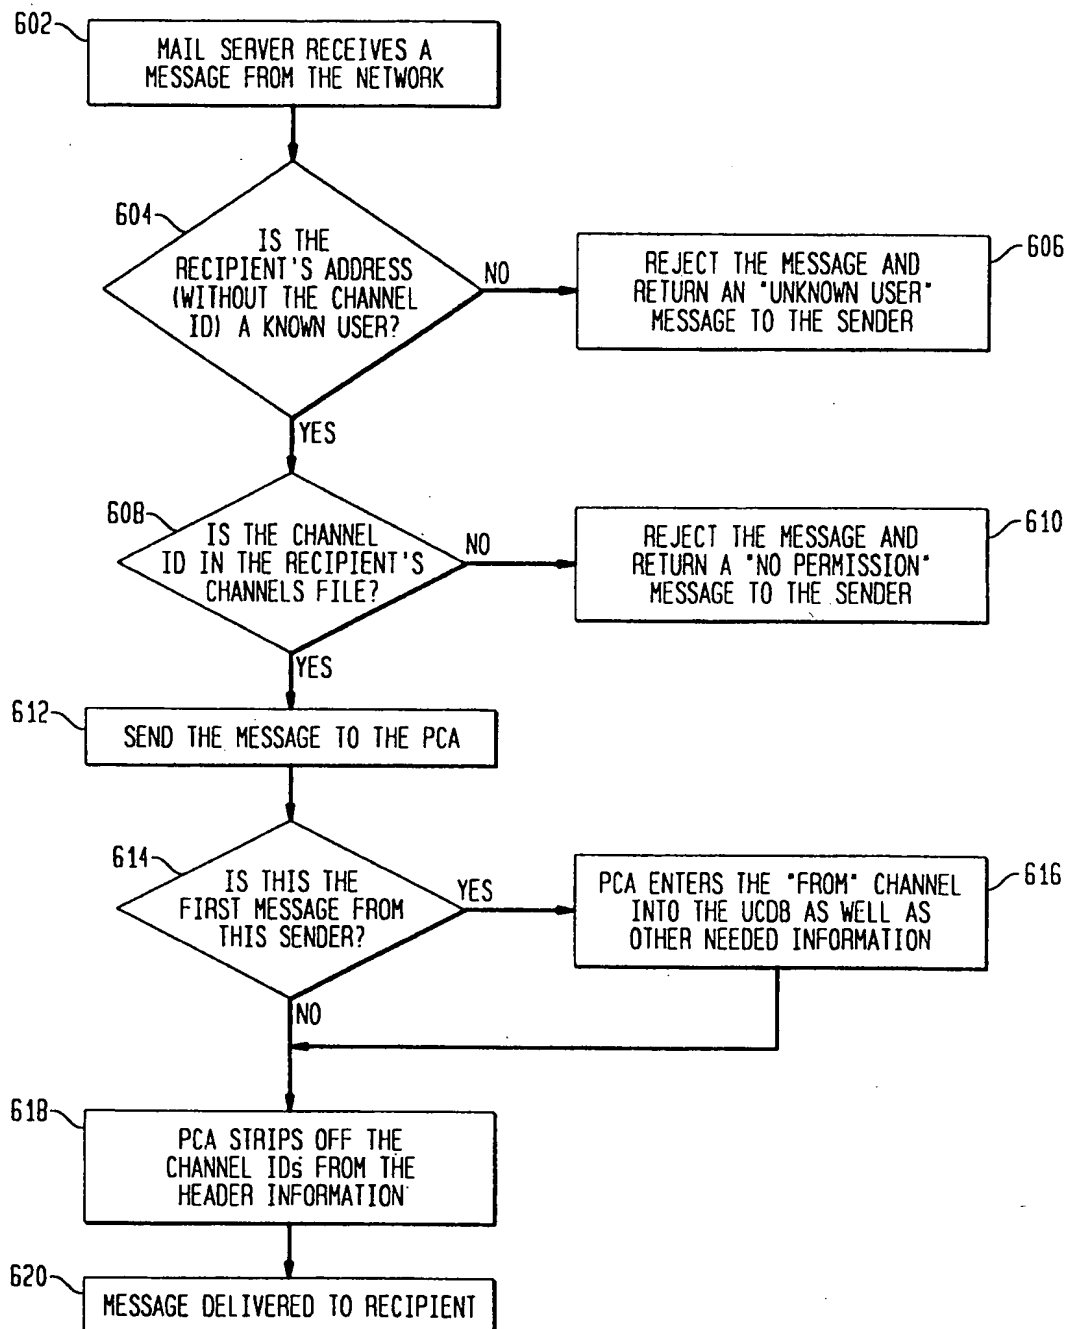 602
MAIL SERVER RECEIVES A
MESSAGE FROM THE NETWORK
604
IS THE
RECIPIENT'S ADDRESS
(WITHOUT THE CHANNEL
ID) A KNOWN USER?
NO
606
REJECT THE MESSAGE AND
RETURN AN "UNKNOWN USER"
MESSAGE TO THE SENDER
YES
608
IS THE CHANNEL
ID IN THE RECIPIENT'S
CHANNELS FILE?
NO
610
REJECT THE MESSAGE AND
RETURN A "NO PERMISSION"
MESSAGE TO THE SENDER
YES
612
SEND THE MESSAGE TO THE PCA
614
IS THIS THE
FIRST MESSAGE FROM
THIS SENDER?
YES
616
PCA ENTERS THE "FROM" CHANNEL
INTO THE UCDB AS WELL AS
OTHER NEEDED INFORMATION
NO
618
PCA STRIPS OFF THE
CHANNEL IDs FROM THE
HEADER INFORMATION
620
MESSAGE DELIVERED TO RECIPIENT